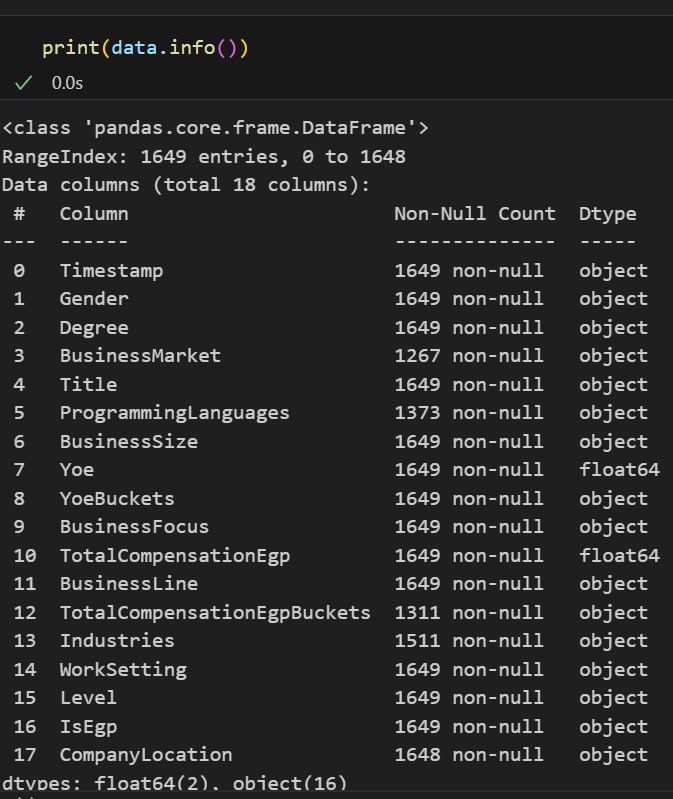 print(data.info())
0.0s
<class 'pandas.core.frame.DataFrame'>
RangeIndex: 1649 entries, 0 to 1648
Data columns (total 18 columns):
 #   Column                      Non-Null Count  Dtype
---  ------                      --------------  -----
 0   Timestamp                   1649 non-null   object
 1   Gender                      1649 non-null   object
 2   Degree                      1649 non-null   object
 3   BusinessMarket              1267 non-null   object
 4   Title                       1649 non-null   object
 5   ProgrammingLanguages        1373 non-null   object
 6   BusinessSize                1649 non-null   object
 7   Yoe                         1649 non-null   float64
 8   YoeBuckets                  1649 non-null   object
 9   BusinessFocus               1649 non-null   object
 10  TotalCompensationEgp        1649 non-null   float64
 11  BusinessLine                1649 non-null   object
 12  TotalCompensationEgpBuckets 1311 non-null   object
 13  Industries                  1511 non-null   object
 14  WorkSetting                 1649 non-null   object
 15  Level                       1649 non-null   object
 16  IsEgp                       1649 non-null   object
 17  CompanyLocation             1648 non-null   object
dtypes: float64(2), object(16)